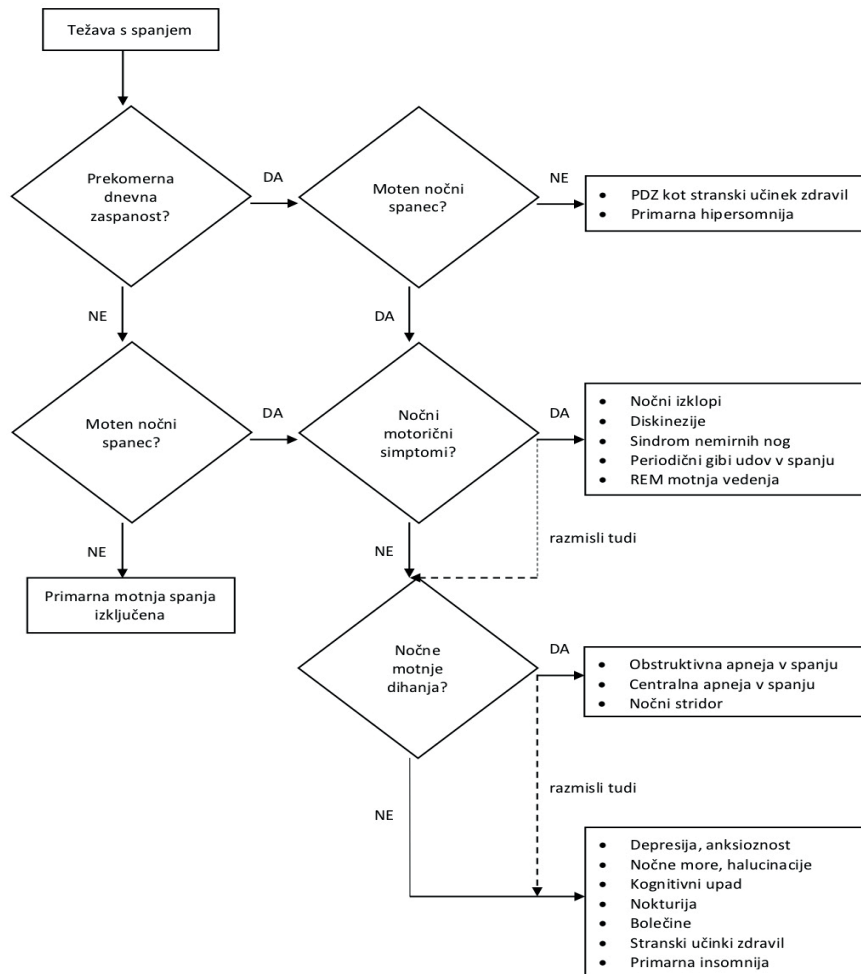 Težava s spanjem
Prekomerna
dnevna
zaspanost?
DA
Moten nočni
spanec?
NE
• PDZ kot stranski učinek zdravil
• Primarna hipersomnija
NE
DA
Moten nočni
spanec?
DA
Nočni
motorični
simptomi?
DA
• Nočni izklopi
• Diskinezije
• Sindrom nemirnih nog
• Periodični gibi udov v spanju
• REM motnja vedenja
NE
NE
razmisli tudi
Primarna motnja spanja
izključena
Nočne
motnje
dihanja?
DA
• Obstruktivna apneja v spanju
• Centralna apneja v spanju
• Nočni stridor
razmisli tudi
NE
• Depresija, anksioznost
• Nočne more, halucinacije
• Kognitivni upad
• Nokturija
• Bolečine
• Stranski učinki zdravil
• Primarna insomnija